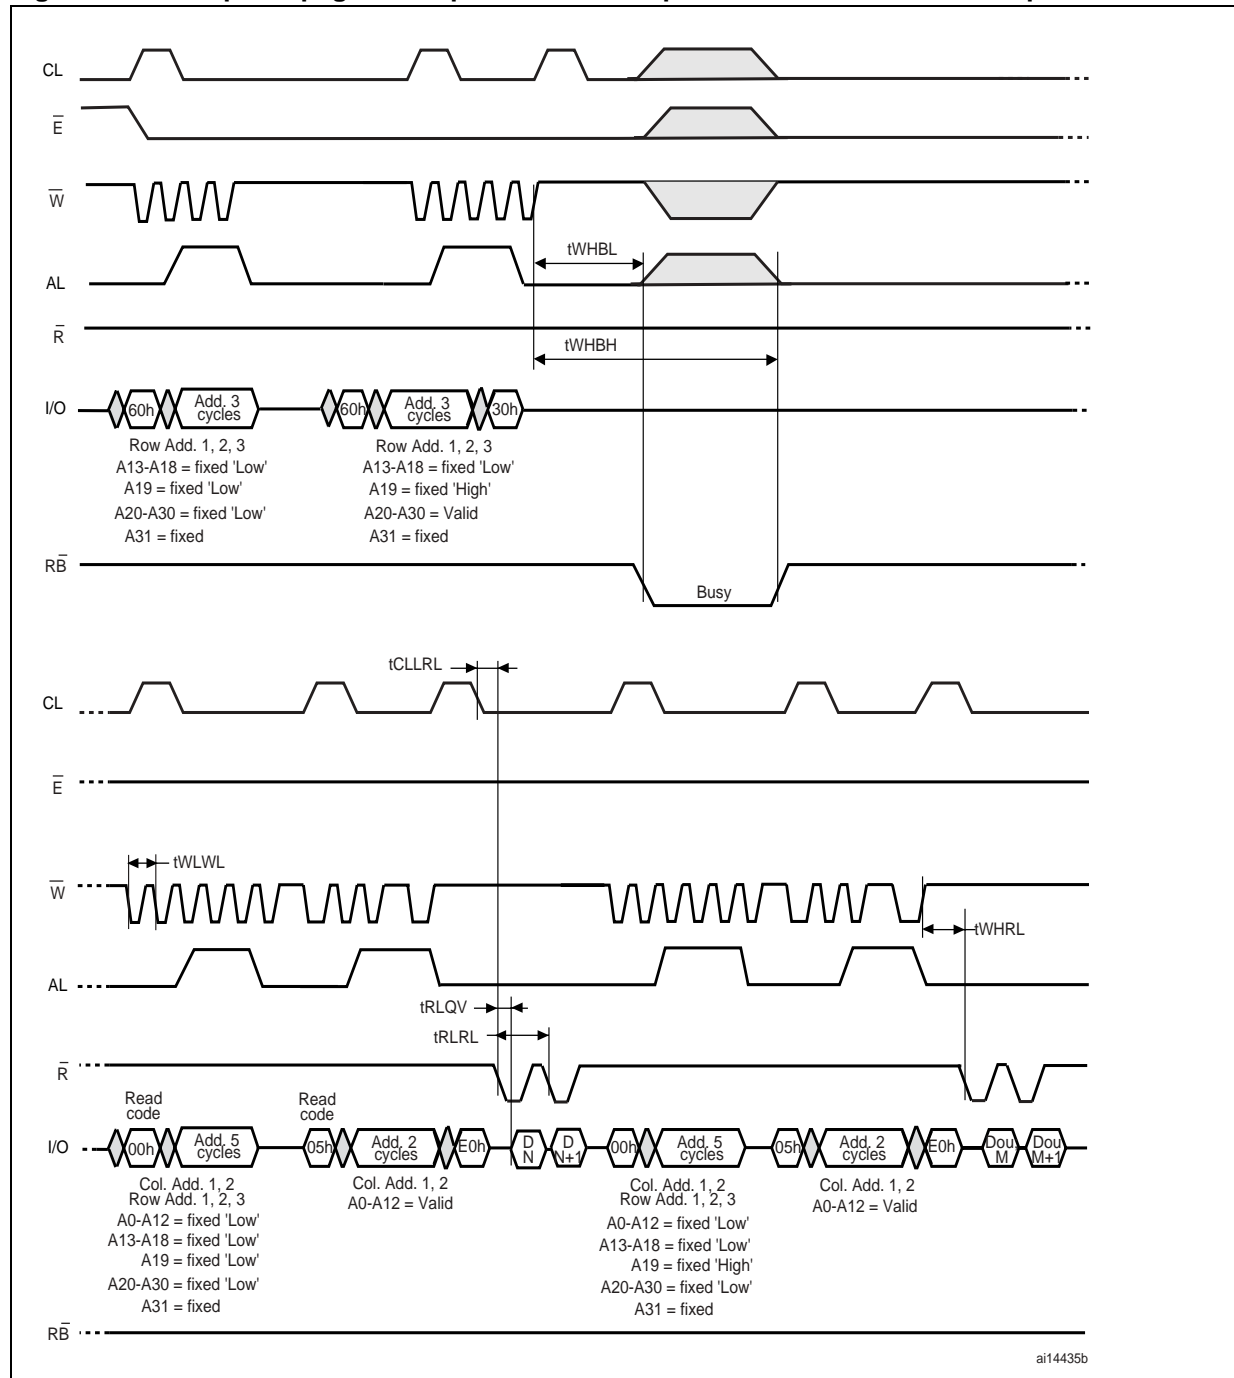 CL
E
W
tWHBL
AL
R
tWHBH
I/O
60h
Add. 3
cycles
60h
Add. 3
cycles
30h
Row Add. 1, 2, 3
A13-A18 = fixed 'Low'
A19 = fixed 'Low'
A20-A30 = fixed 'Low'
A31 = fixed
Row Add. 1, 2, 3
A13-A18 = fixed 'Low'
A19 = fixed 'High'
A20-A30 = Valid
A31 = fixed
RB
Busy
tCLLRL
CL
E
tWLWL
W
tWHRL
AL
tRLQV
tRLRL
R
Read
code
Read
code
I/O
00h
Add. 5
cycles
05h
Add. 2
cycles
E0h
D
N
D
N+1
00h
Add. 5
cycles
05h
Add. 2
cycles
E0h
Dou
M
Dou
M+1
Col. Add. 1, 2
Row Add. 1, 2, 3
A0-A12 = fixed 'Low'
A13-A18 = fixed 'Low'
A19 = fixed 'Low'
A20-A30 = fixed 'Low'
A31 = fixed
Col. Add. 1, 2
A0-A12 = Valid
Col. Add. 1, 2
Row Add. 1, 2, 3
A0-A12 = fixed 'Low'
A13-A18 = fixed 'Low'
A19 = fixed 'High'
A20-A30 = fixed 'Low'
A31 = fixed
Col. Add. 1, 2
A0-A12 = Valid
RB
ai14435b